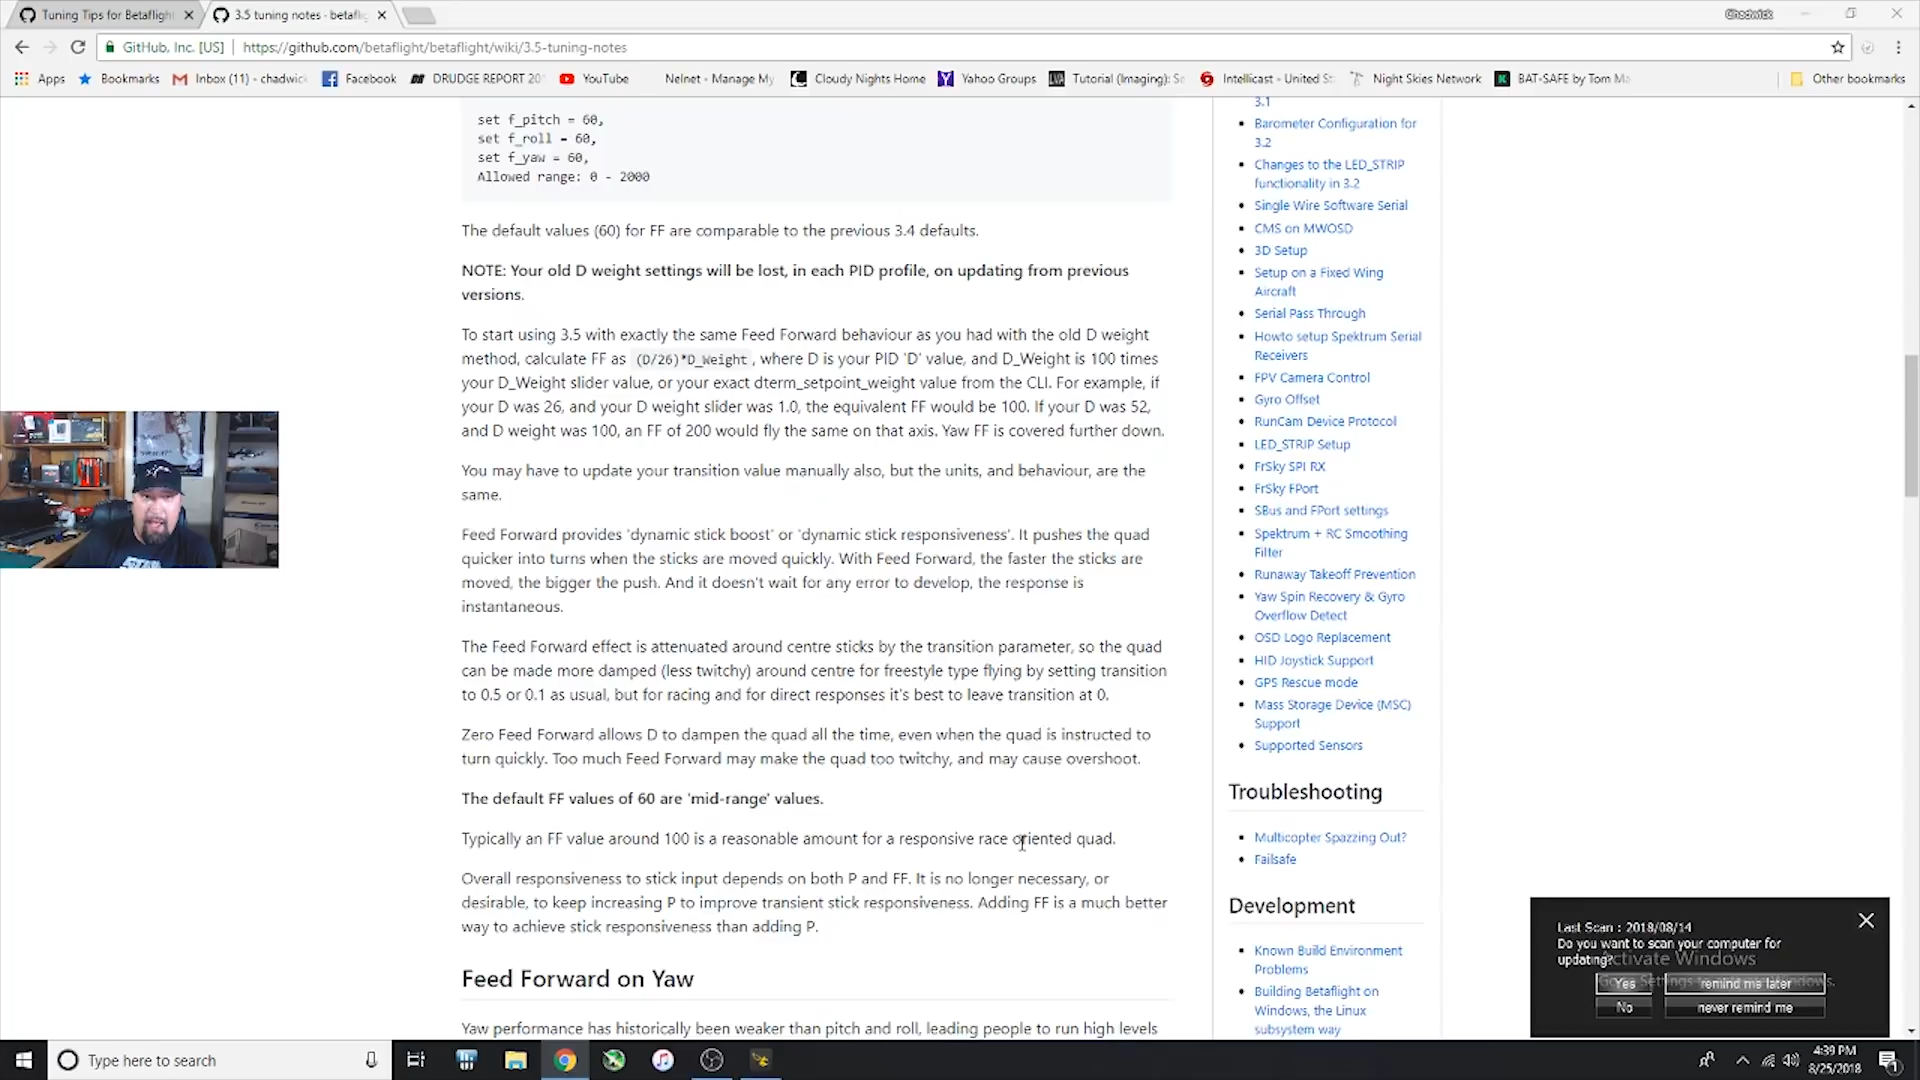 Tuning Tips for Betaflight
3.5 tuning notes · betaflig
Chadwick
GitHub, Inc. [US]
https://github.com/betaflight/betaflight/wiki/3.5-tuning-notes
Apps
Bookmarks
Inbox (11) - chadwic
Facebook
DRUDGE REPORT 20
YouTube
Nelnet - Manage My
Cloudy Nights Home
Yahoo Groups
Tutorial (Imaging): Se
Intellicast - United St
Night Skies Network
BAT-SAFE by Tom Ma
Other bookmarks
set f_pitch = 60,
set f_roll = 60,
set f_yaw = 60,
Allowed range: 0 - 2000
The default values (60) for FF are comparable to the previous 3.4 defaults.
NOTE: Your old D weight settings will be lost, in each PID profile, on updating from previous
versions.
To start using 3.5 with exactly the same Feed Forward behaviour as you had with the old D weight
method, calculate FF as (D/26)*D_Weight, where D is your PID `D` value, and D_Weight is 100 times
your D_Weight slider value, or your exact dterm_setpoint_weight value from the CLI. For example, if
your D was 26, and your D weight slider was 1.0, the equivalent FF would be 100. If your D was 52,
and D weight was 100, an FF of 200 would fly the same on that axis. Yaw FF is covered further down.
You may have to update your transition value manually also, but the units, and behaviour, are the
same.
Feed Forward provides 'dynamic stick boost' or 'dynamic stick responsiveness'. It pushes the quad
quicker into turns when the sticks are moved quickly. With Feed Forward, the faster the sticks are
moved, the bigger the push. And it doesn't wait for any error to develop, the response is
instantaneous.
The Feed Forward effect is attenuated around centre sticks by the transition parameter, so the quad
can be made more damped (less twitchy) around centre for freestyle type flying by setting transition
to 0.5 or 0.1 as usual, but for racing and for direct responses it's best to leave transition at 0.
Zero Feed Forward allows D to dampen the quad all the time, even when the quad is instructed to
turn quickly. Too much Feed Forward may make the quad too twitchy, and may cause overshoot.
The default FF values of 60 are 'mid-range' values.
Typically an FF value around 100 is a reasonable amount for a responsive race oriented quad.
Overall responsiveness to stick input depends on both P and FF. It is no longer necessary, or
desirable, to keep increasing P to improve transient stick responsiveness. Adding FF is a much better
way to achieve stick responsiveness than adding P.
Feed Forward on Yaw
Yaw performance has historically been weaker than pitch and roll, leading people to run high levels
3.1
Barometer Configuration for
3.2
Changes to the LED_STRIP
functionality in 3.2
Single Wire Software Serial
CMS on MWOSD
3D Setup
Setup on a Fixed Wing
Aircraft
Serial Pass Through
Howto setup Spektrum Serial
Receivers
FPV Camera Control
Gyro Offset
RunCam Device Protocol
LED_STRIP Setup
FrSky SPI RX
FrSky FPort
SBus and FPort settings
Spektrum + RC Smoothing
Filter
Runaway Takeoff Prevention
Yaw Spin Recovery & Gyro
Overflow Detect
OSD Logo Replacement
HID Joystick Support
GPS Rescue mode
Mass Storage Device (MSC)
Support
Supported Sensors
Troubleshooting
Multicopter Spazzing Out?
Failsafe
Development
Known Build Environment
Problems
Building Betaflight on
Windows, the Linux
subsystem way
Last Scan : 2018/08/14
Do you want to scan your computer for
updating?
Activate Windows
Yes
remind me later
No
never remind me
Type here to search
4:39 PM
8/25/2018